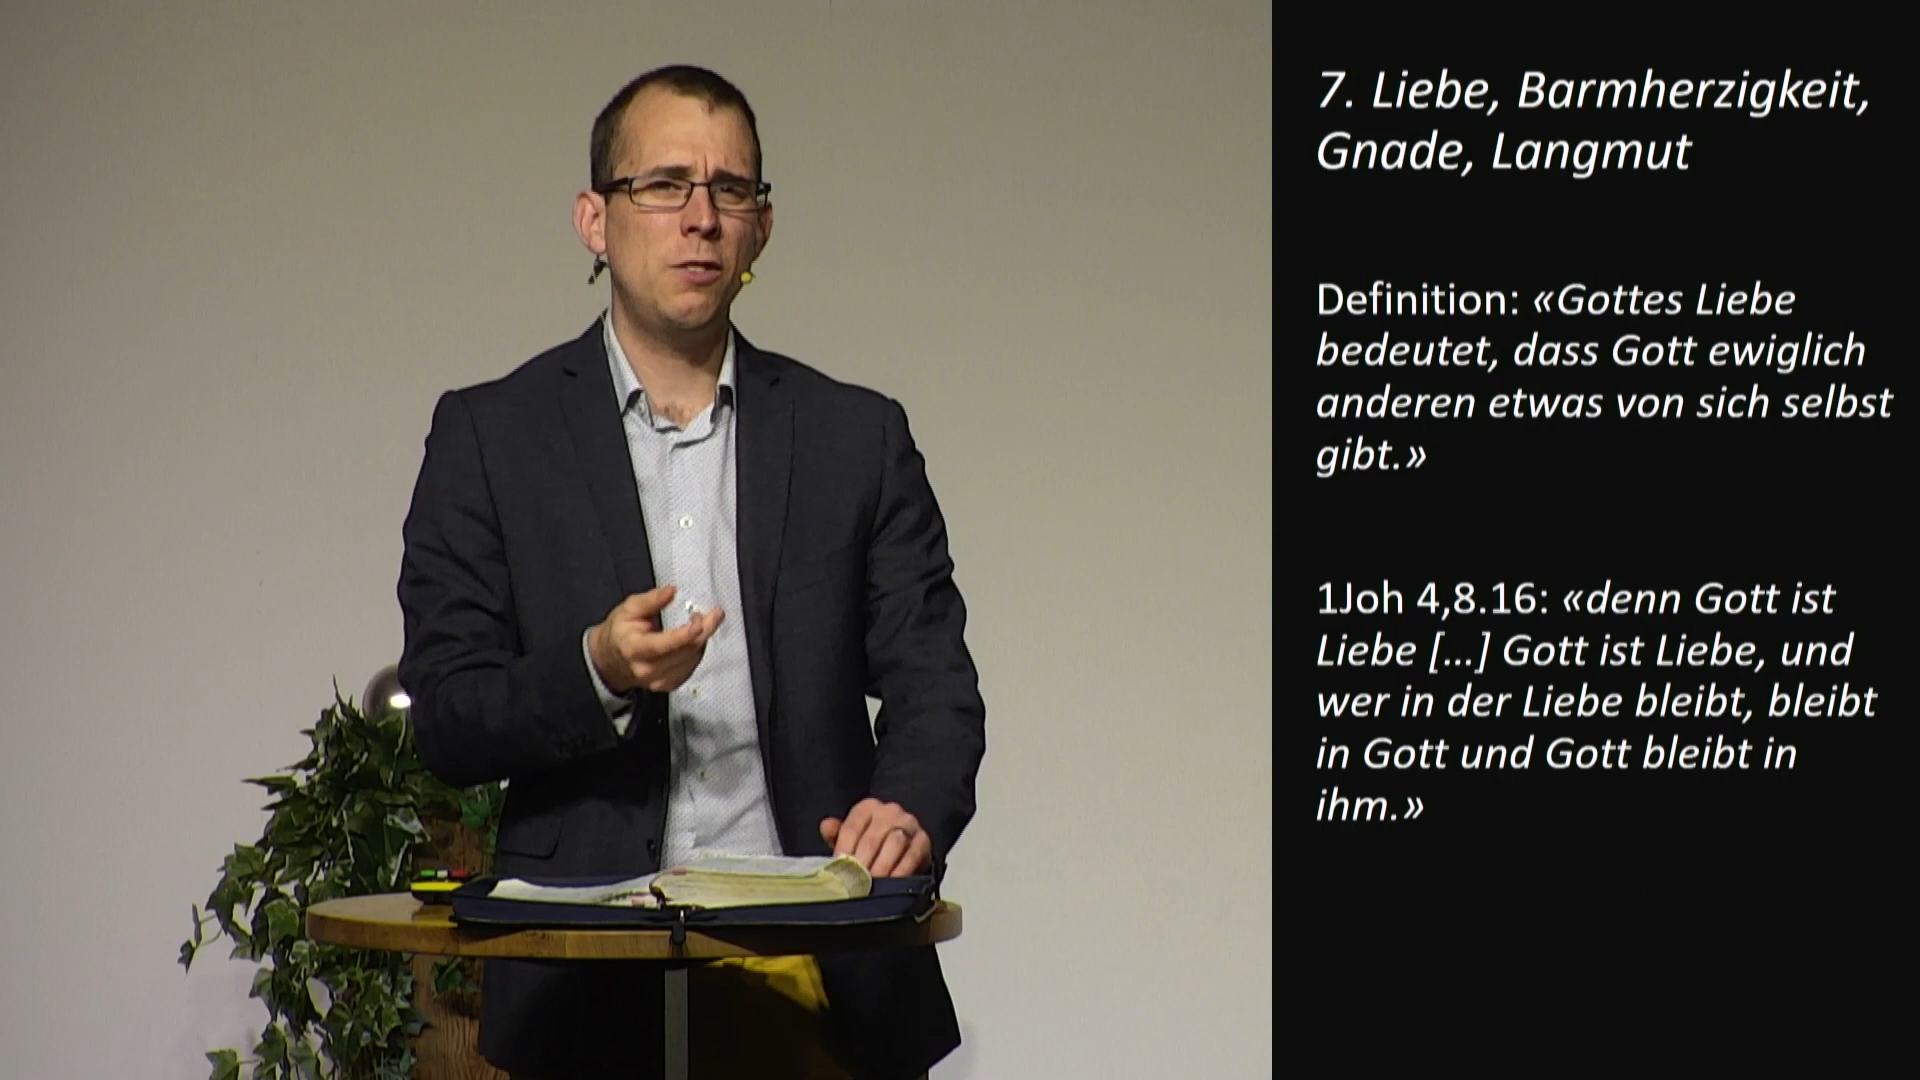 7. Liebe, Barmherzigkeit,
Gnade, Langmut
Definition: «Gottes Liebe
bedeutet, dass Gott ewiglich
anderen etwas von sich selbst
gibt.»
1Joh 4,8.16: «denn Gott ist
Liebe [...] Gott ist Liebe, und
wer in der Liebe bleibt, bleibt
in Gott und Gott bleibt in
ihm.»